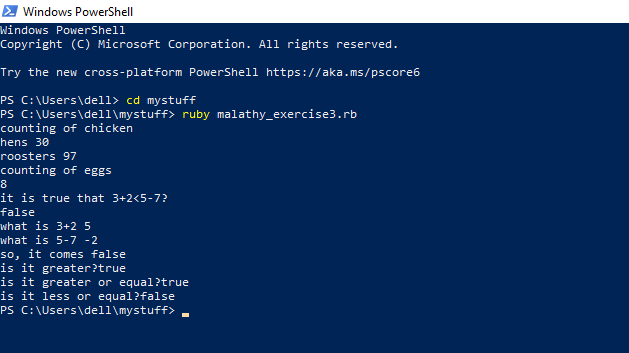 Windows PowerShell
Windows PowerShell
Copyright (C) Microsoft Corporation. All rights reserved.
Try the new cross-platform PowerShell https://aka.ms/pscore6
PS C:\Users\dell> cd mystuff
PS C:\Users\dell\mystuff> ruby malathy_exercise3.rb
counting of chicken
hens 30
roosters 97
counting of eggs
8
it is true that 3+2<5-7?
false
what is 3+2 5
what is 5-7 -2
so, it comes false
is it greater?true
is it greater or equal?true
is it less or equal?false
PS C:\Users\dell\mystuff>